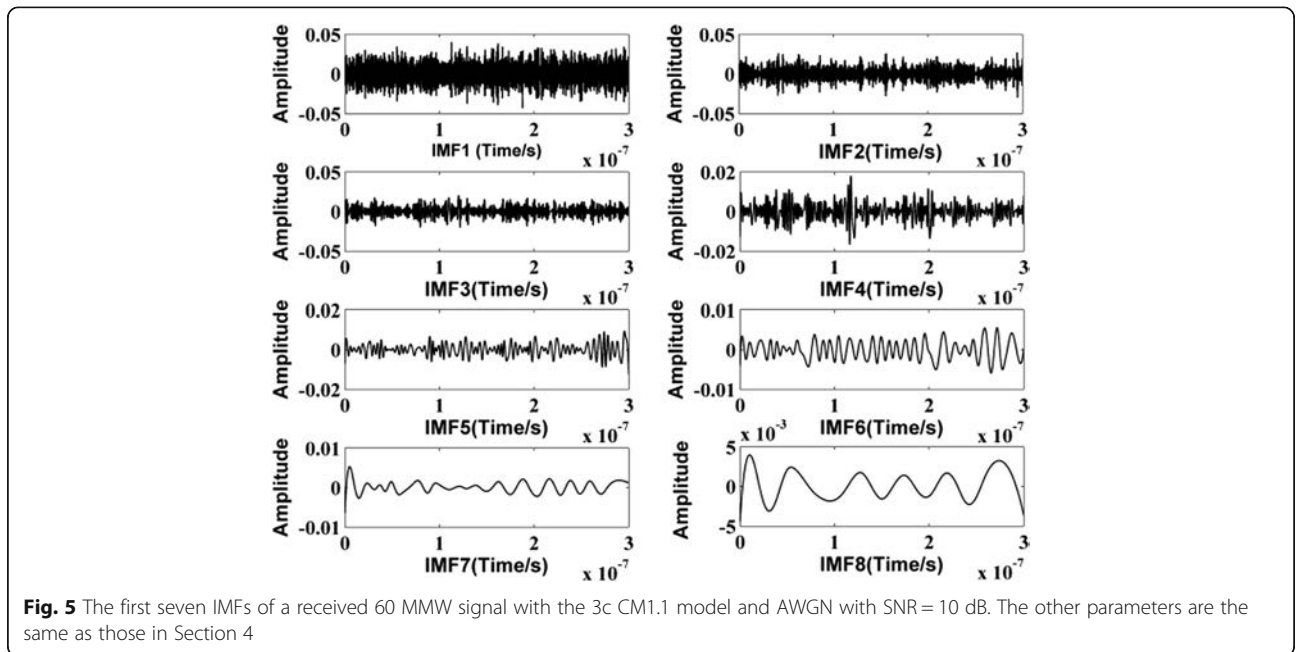 Amplitude
0.05
0
-0.05
0 1 2 3
IMF1 (Time/s)
x 10-7
Amplitude
0.05
0
-0.05
0 1 2 3
IMF2(Time/s)
x 10-7
Amplitude
0.05
0
-0.05
0 1 2 3
IMF3(Time/s)
x 10-7
Amplitude
0.02
0
-0.02
0 1 2 3
IMF4(Time/s)
x 10-7
Amplitude
0.02
0
-0.02
0 1 2 3
IMF5(Time/s)
x 10-7
Amplitude
0.01
0
-0.01
0 1 2 3
IMF6(Time/s)
x 10-7
Amplitude
0.01
0
-0.01
0 1 2 3
IMF7(Time/s)
x 10-7
x 10-3
Amplitude
5
0
-5
0 1 2 3
IMF8(Time/s)
x 10-7
Fig. 5 The first seven IMFs of a received 60 MMW signal with the 3c CM1.1 model and AWGN with SNR = 10 dB. The other parameters are the
same as those in Section 4